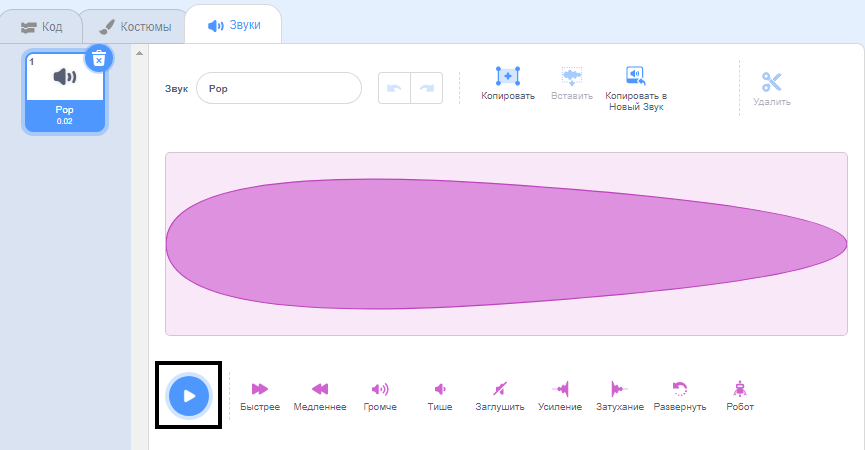 Код
Костюмы
Звуки
1
Pop
0.02
Звук
Pop
Копировать
Вставить
Копировать в
Новый Звук
Удалить
Быстрее
Медленнее
Громче
Тише
Заглушить
Усиление
Затухание
Развернуть
Робот